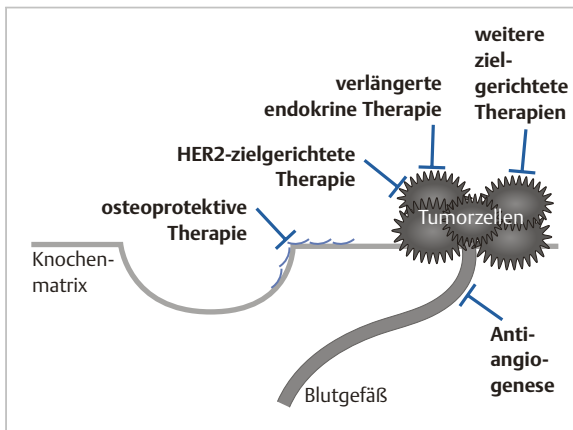 weitere
ziel-
gerichtete
Therapien
verlängerte
endokrine Therapie
HER2-zielgerichtete
Therapie
osteoprotektive
Therapie
Tumorzellen
Knochen-
matrix
Anti-
angio-
genese
Blutgefäß